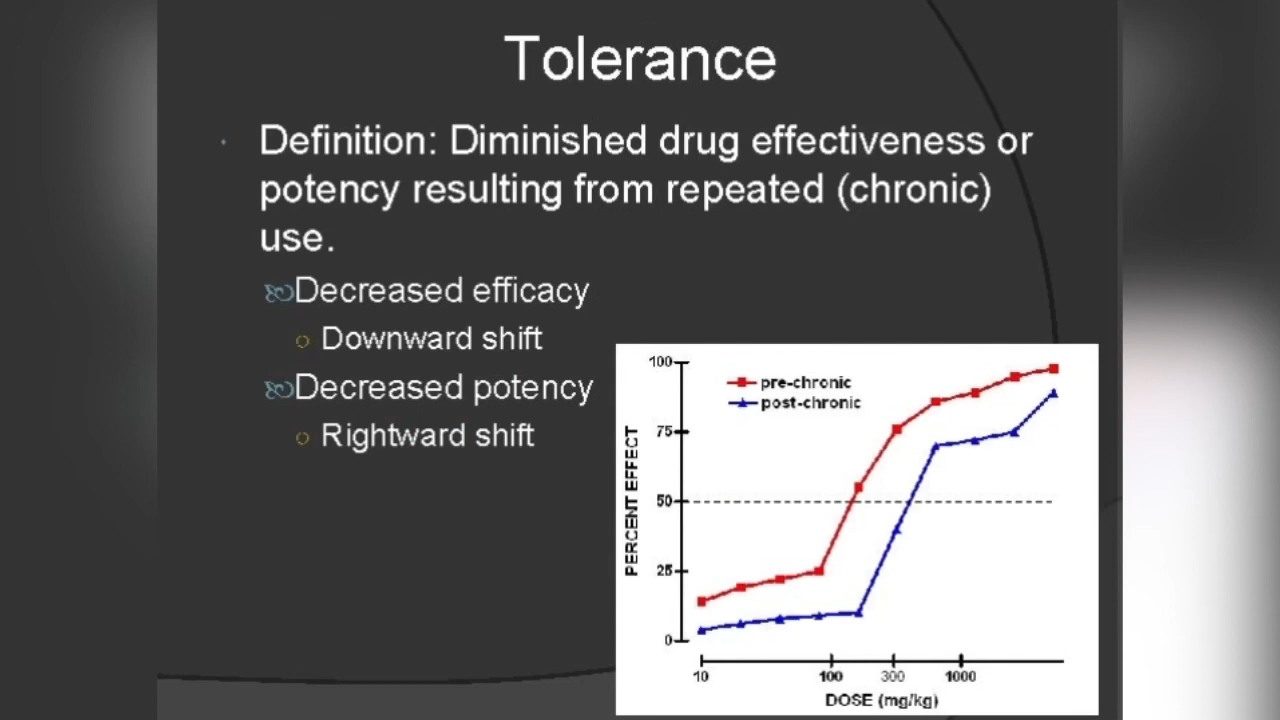 Tolerance
Definition: Diminished drug effectiveness or
potency resulting from repeated (chronic)
use.
Decreased efficacy
Downward shift
Decreased potency
Rightward shift
100
75
50
25
0
PERCENT EFFECT
pre-chronic
post-chronic
10
100
300
1000
DOSE (mg/kg)